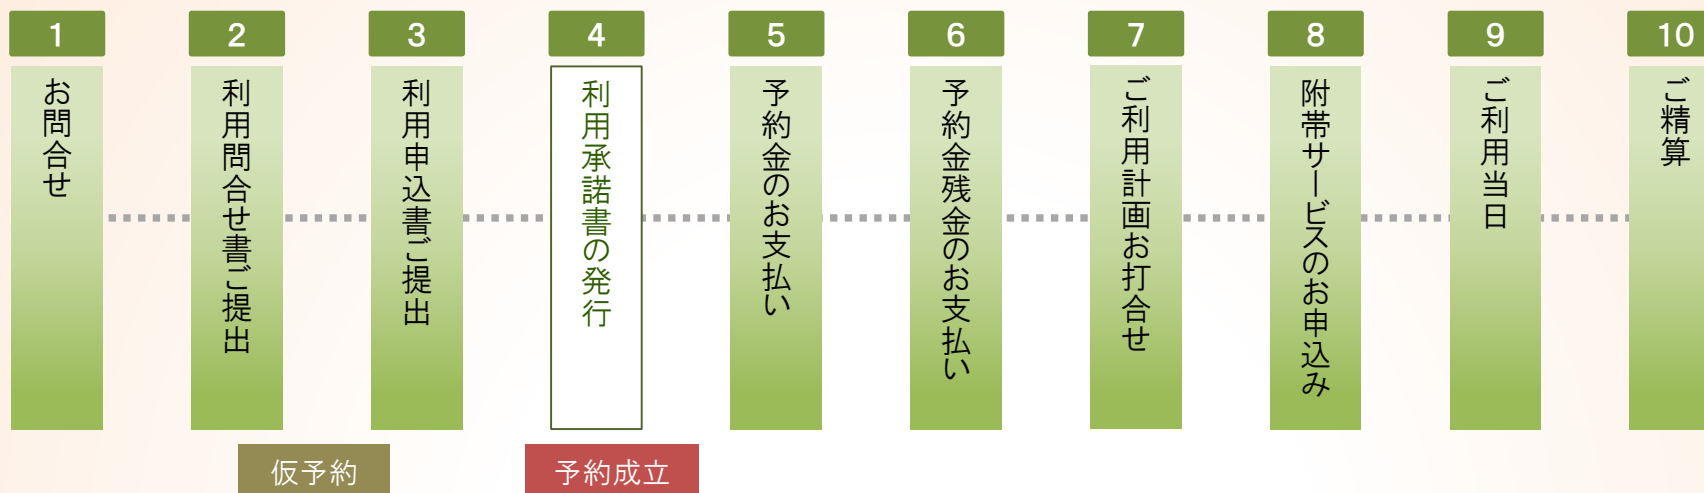 1
お問合せ
2
利用問合せ書ご提出
3
利用申込書ご提出
4
利用承諾書の発行
5
予約金のお支払い
6
予約金残金のお支払い
7
ご利用計画お打合せ
8
附帯サービスのお申込み
9
ご利用当日
10
ご精算
仮予約
予約成立